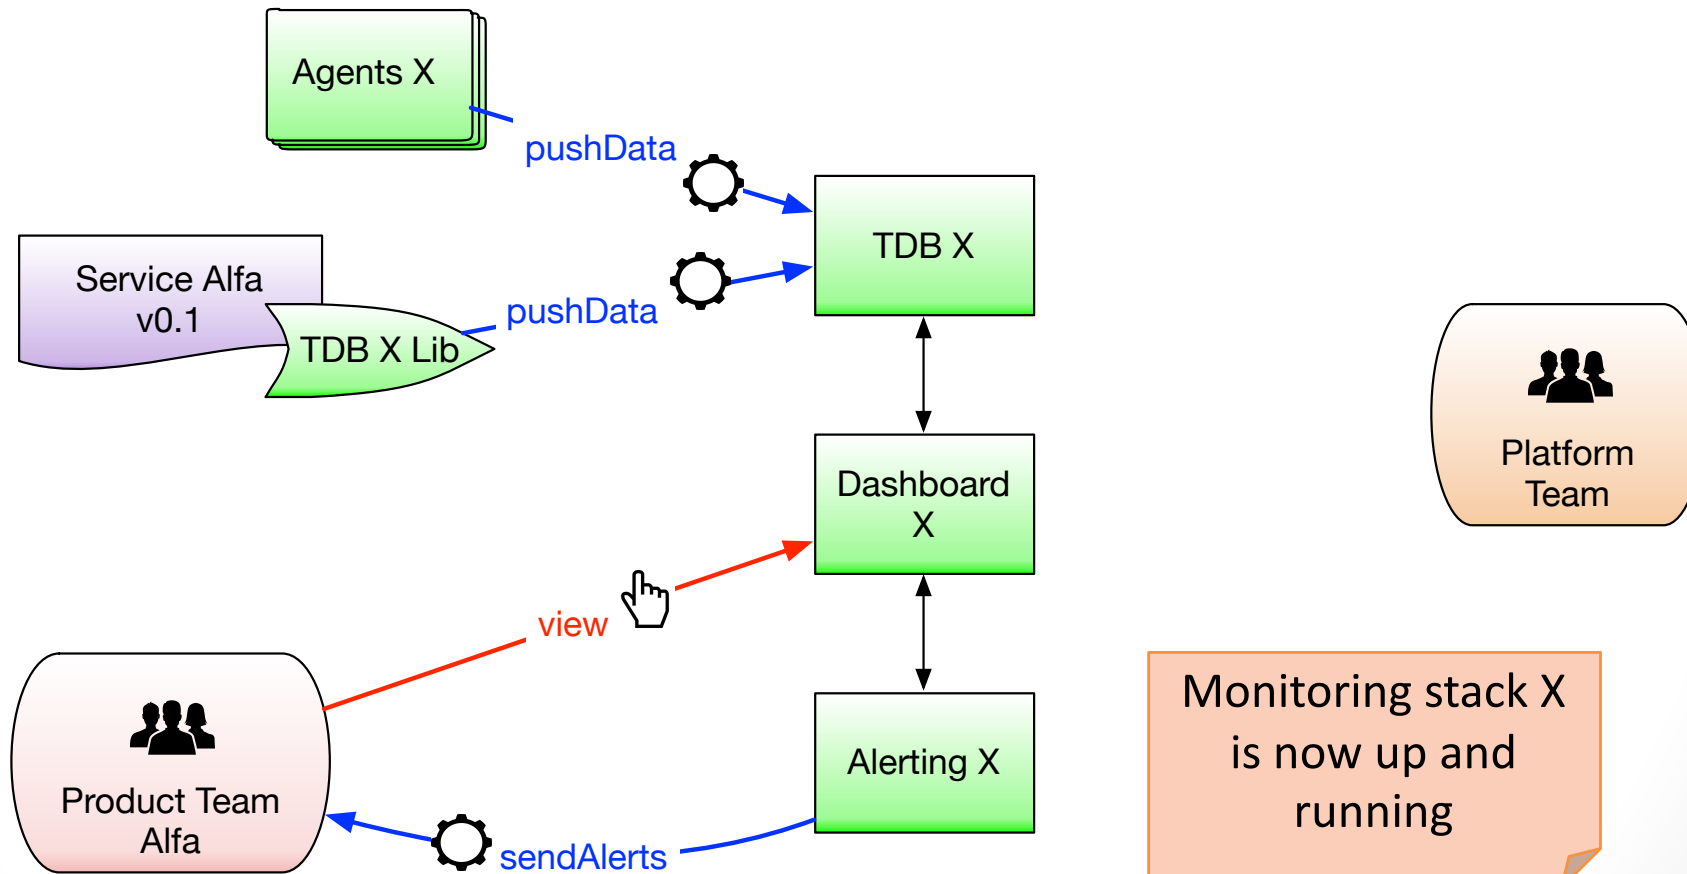 Agents X
pushData
TDB X
Service Alfa
v0.1
pushData
TDB X Lib
Platform
Team
Dashboard
X
view
Monitoring stack X
is now up and
running
Alerting X
Product Team
Alfa
sendAlerts